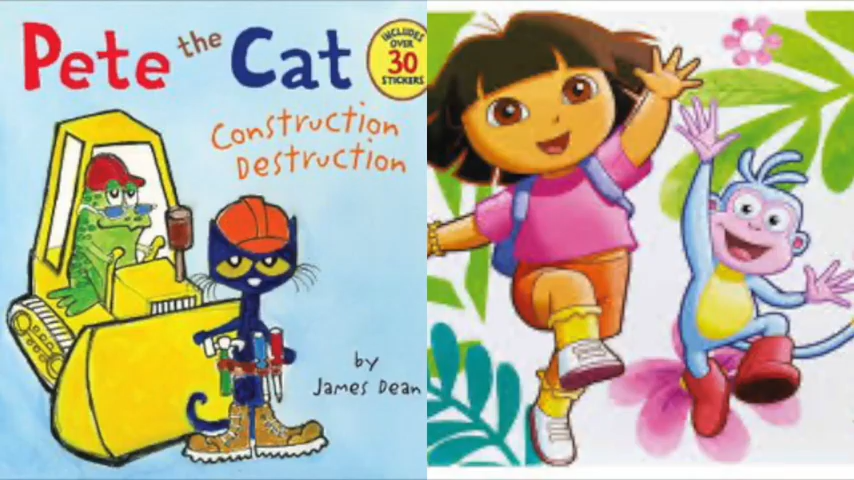 Pete the Cat
INCLUDES
OVER
30
STICKERS
Construction
Destruction
by
James Dean